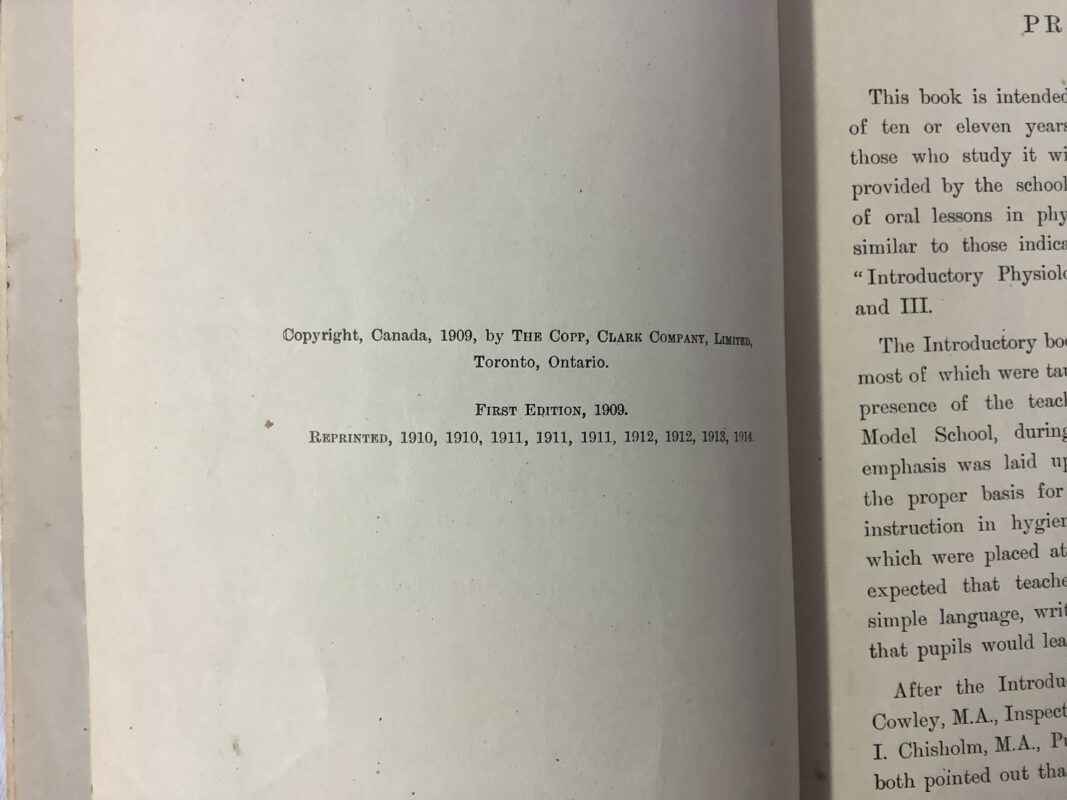 Copyright, Canada, 1909, by THE COPP, CLARK COMPANY, LIMITED,
Toronto, Ontario.
FIRST EDITION, 1909.
REPRINTED, 1910, 1910, 1911, 1911, 1911, 1912, 1912, 1913, 1914.
PR
This book is intended
of ten or eleven years
those who study it wi
provided by the school
of oral lessons in phy
similar to those indica
“Introductory Physiolo
and III.
The Introductory boo
most of which were tau
presence of the teach
Model School, during
emphasis was laid up
the proper basis for
instruction in hygien
which were placed at
expected that teache
simple language, writ
that pupils would lea
After the Introdu
Cowley, M.A., Inspect
I. Chisholm, M.A., Pu
both pointed out tha